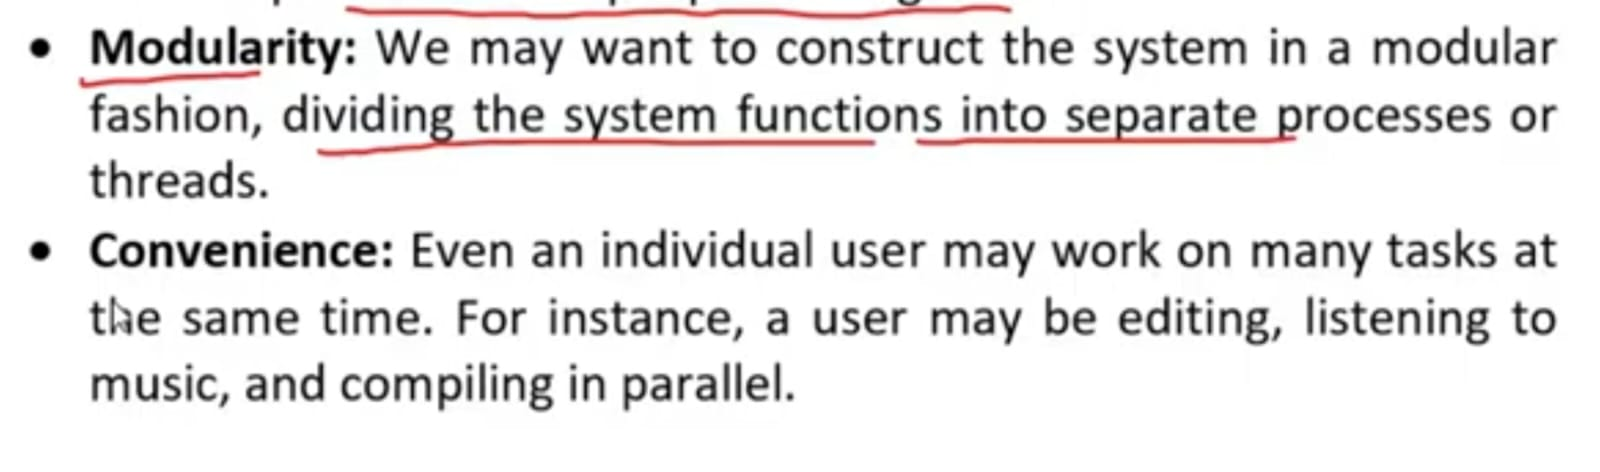 • Modularity: We may want to construct the system in a modular
fashion, dividing the system functions into separate processes or
threads.
• Convenience: Even an individual user may work on many tasks at
the same time. For instance, a user may be editing, listening to
music, and compiling in parallel.